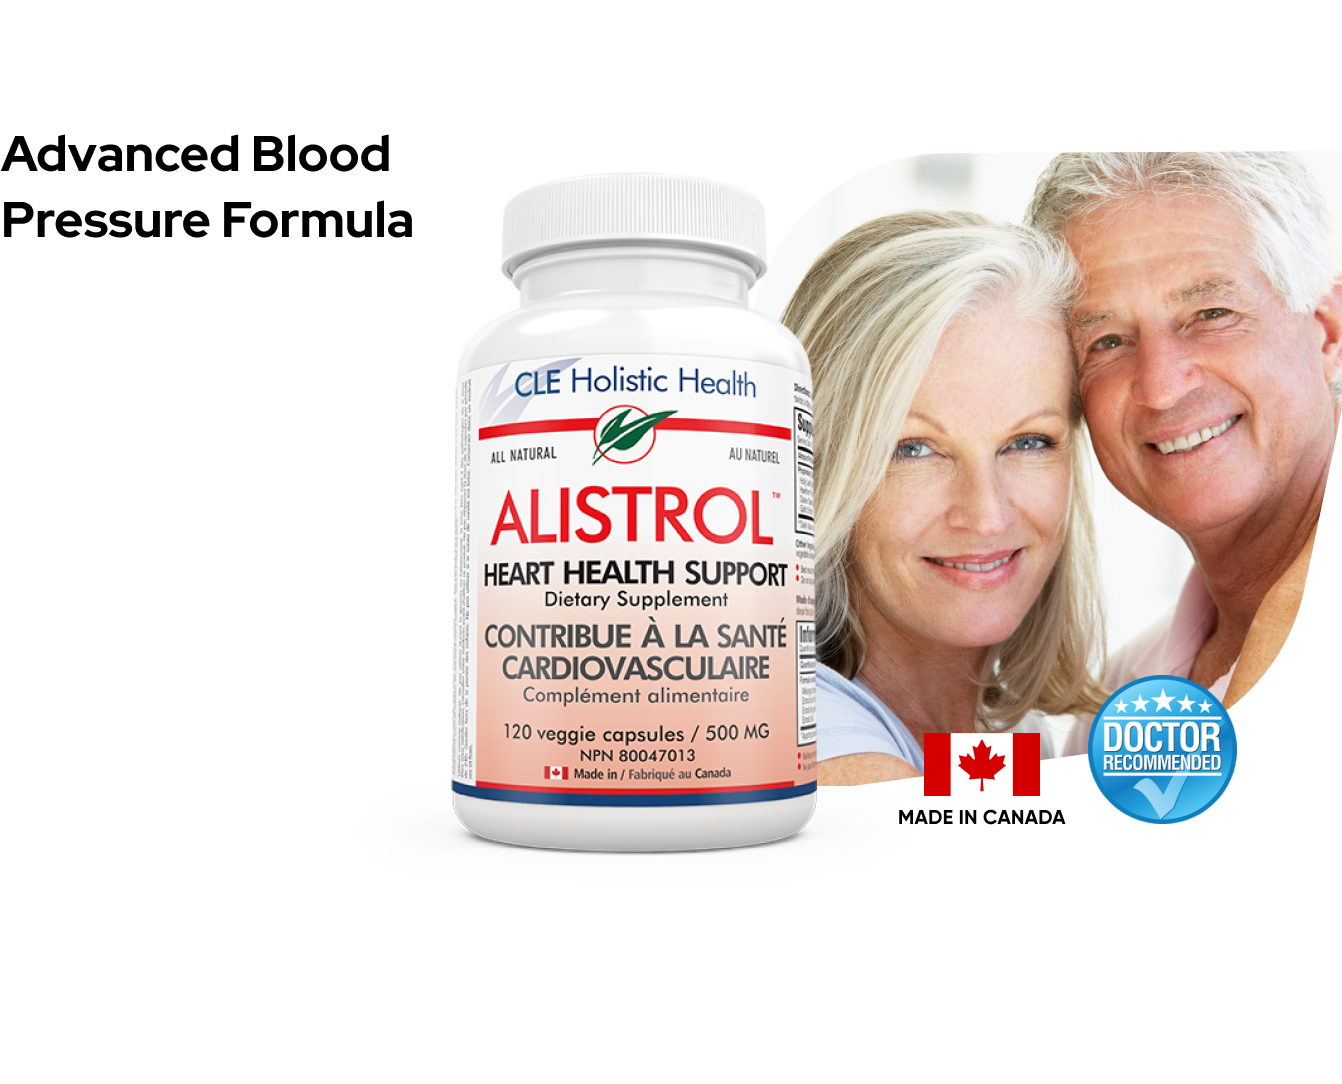 Advanced Blood
Pressure Formula
CLE Holistic Health
ALL NATURAL
AU NATUREL
ALISTROL™
HEART HEALTH SUPPORT
Dietary Supplement
CONTRIBUE À LA SANTÉ
CARDIOVASCULAIRE
Complément alimentaire
120 veggie capsules / 500 MG
NPN 80047013
Made in / Fabriqué au Canada
MADE IN CANADA
DOCTOR
RECOMMENDED